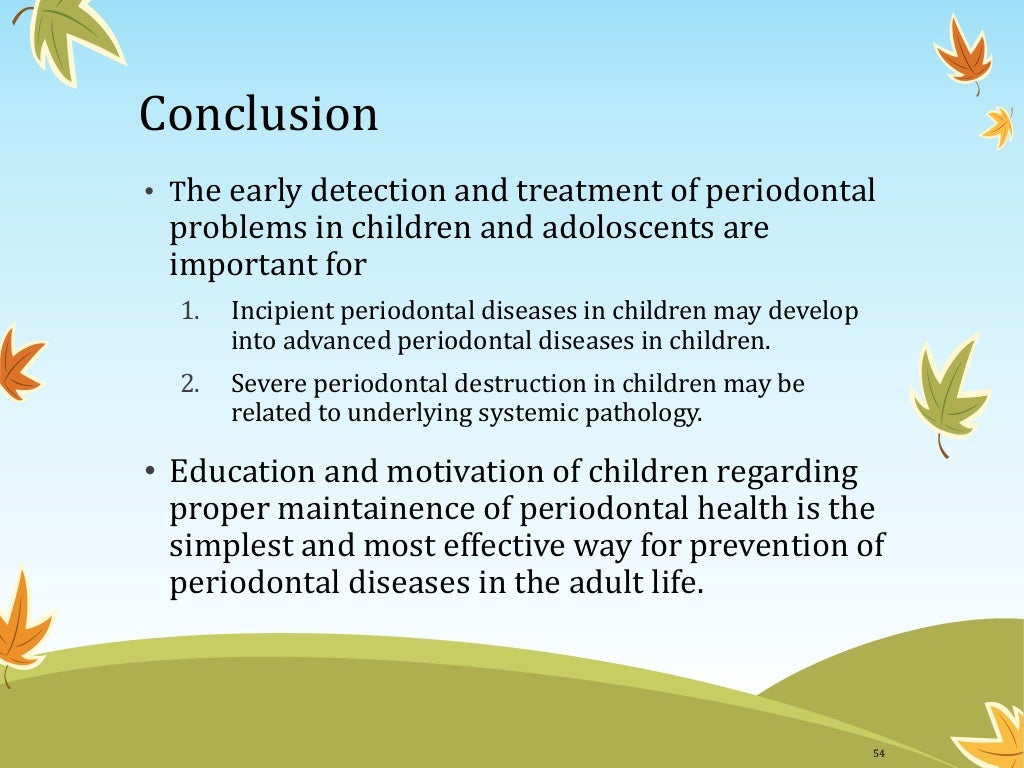 Conclusion
• The early detection and treatment of periodontal
problems in children and adoloscents are
important for
1. Incipient periodontal diseases in children may develop
into advanced periodontal diseases in children.
2. Severe periodontal destruction in children may be
related to underlying systemic pathology.
• Education and motivation of children regarding
proper maintainence of periodontal health is the
simplest and most effective way for prevention of
periodontal diseases in the adult life.
54